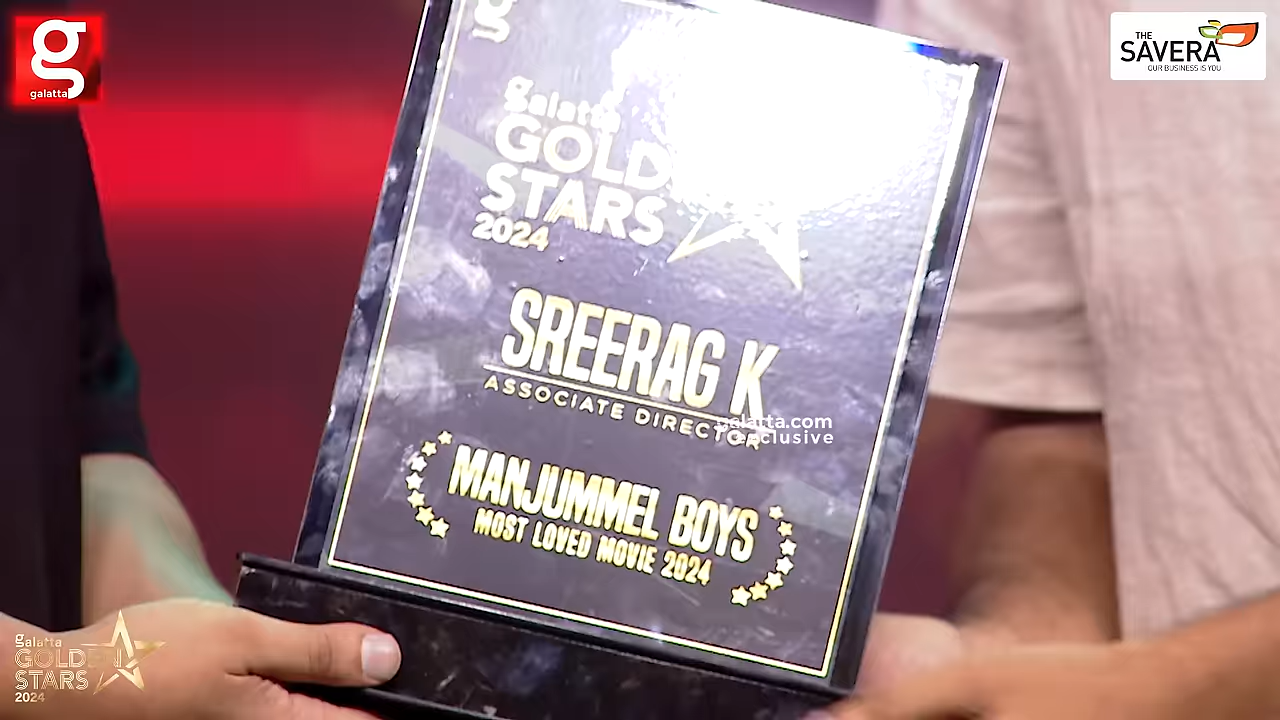 g
galatta
THE
SAVERA
OUR BUSINESS IS YOU
g
galatta
GOLD
STARS
2024
SREERAG K
ASSOCIATE DIRECTOR
galatta.com
exclusive
MANJUMMEL BOYS
MOST LOVED MOVIE 2024
galatta
GOLDEN
STARS
2024